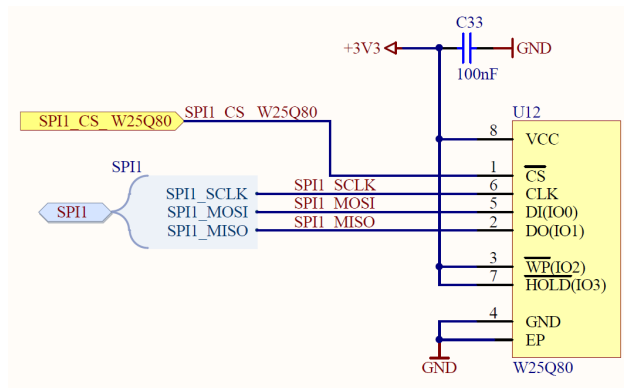 C33
+3V3
GND
100nF
U12
SPI1_CS_W25Q80
SPI1_CS_W25Q80
8
VCC
1
CS
SPI1
SPI1_SCLK
SPI1_SCLK
6
CLK
SPI1
SPI1_MOSI
SPI1_MOSI
5
DI(IO0)
SPI1_MISO
SPI1_MISO
2
DO(IO1)
3
WP(IO2)
7
HOLD(IO3)
4
GND
EP
GND
W25Q80